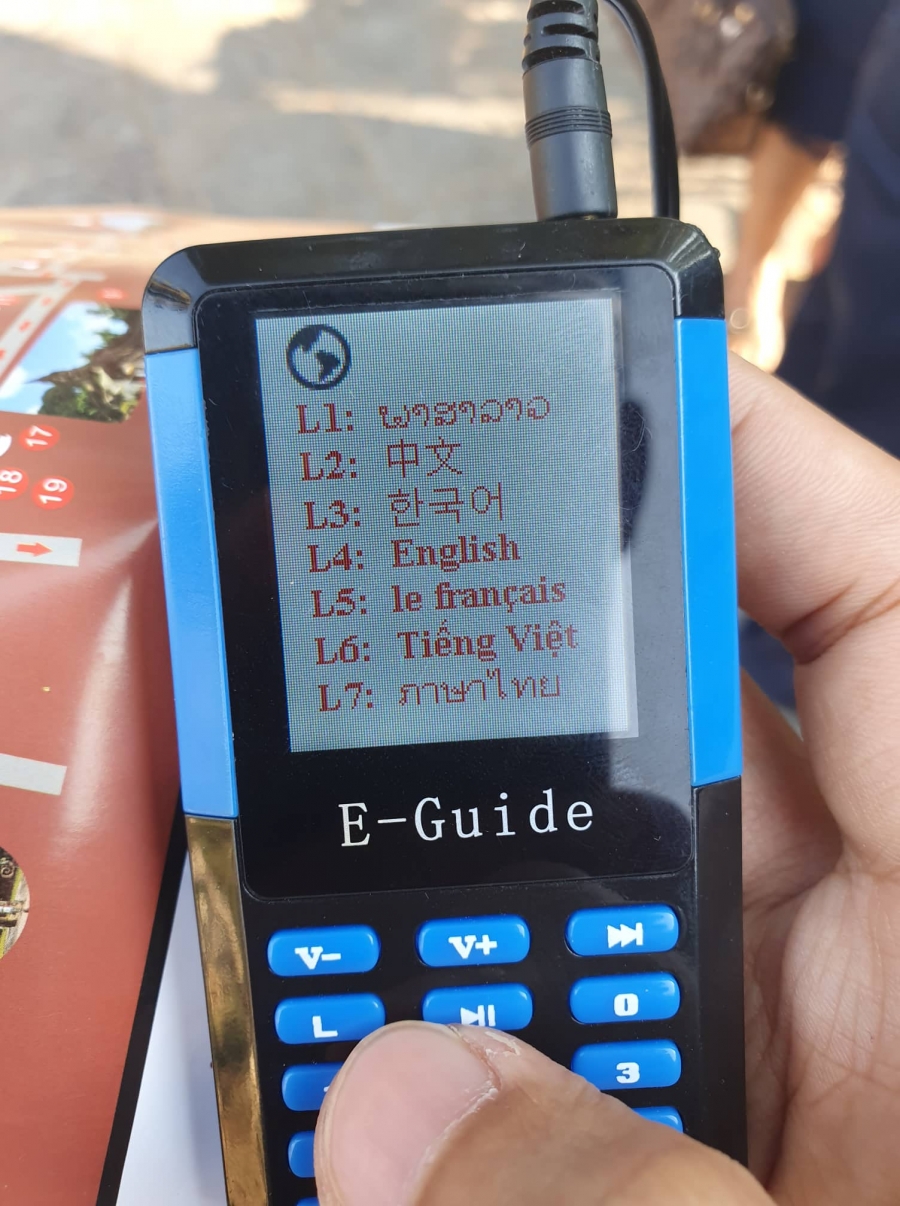 L1: ພາສາລາວ
L2: 中文
L3: 한국어
L4: English
L5: le français
L6: Tiếng Việt
L7: ภาษาไทย
E-Guide
V- V+
L 0
3
17
18
19